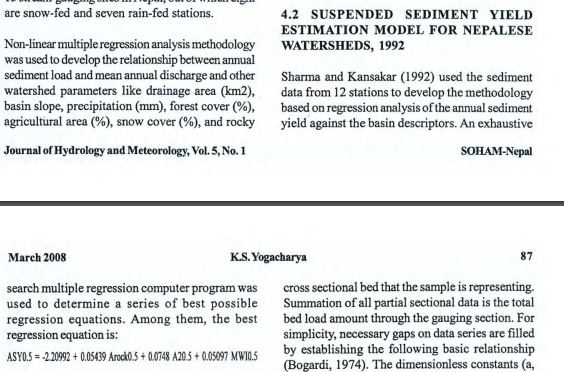 are snow-fed and seven rain-fed stations.
Non-linear multiple regression analysis methodology
was used to develop the relationship between annual
sediment load and mean annual discharge and other
watershed parameters like drainage area (km2),
basin slope, precipitation (mm), forest cover (%),
agricultural area (%), snow cover (%), and rocky
4.2 SUSPENDED SEDIMENT YIELD
ESTIMATION MODEL FOR NEPALESE
WATERSHEDS, 1992
Sharma and Kansakar (1992) used the sediment
data from 12 stations to develop the methodology
based on regression analysis of the annual sediment
yield against the basin descriptors. An exhaustive
Journal of Hydrology and Meteorology, Vol. 5, No. 1
SOHAM-Nepal
March 2008
K.S. Yogacharya
87
search multiple regression computer program was
used to determine a series of best possible
regression equations. Among them, the best
regression equation is:
ASY0.5 = -2.20992 + 0.05439 Arock0.5 + 0.0748 A20.5 + 0.05097 MWI0.5
cross sectional bed that the sample is representing.
Summation of all partial sectional data is the total
bed load amount through the gauging section. For
simplicity, necessary gaps on data series are filled
by establishing the following basic relationship
(Bogardi, 1974). The dimensionless constants (a,